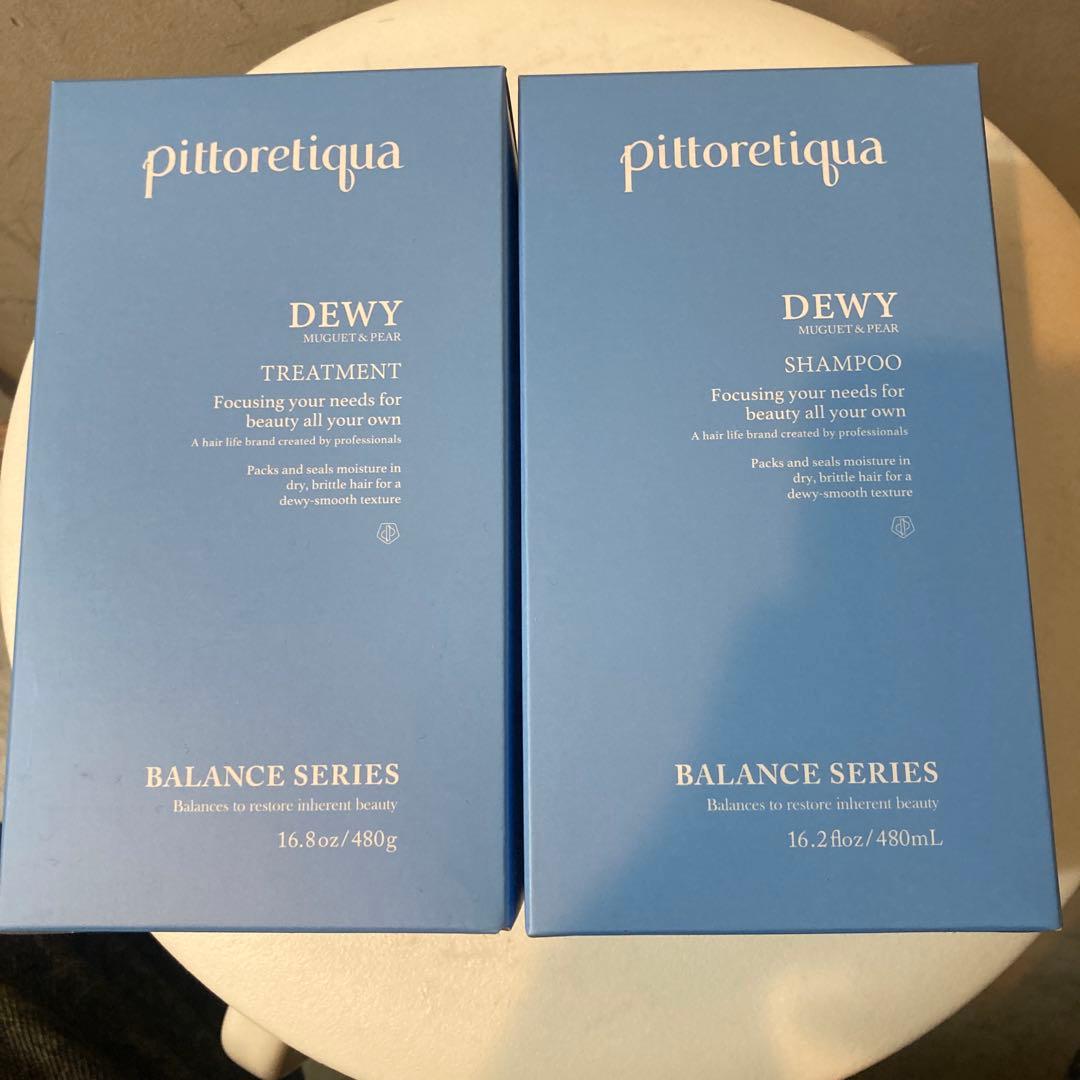 pittoretiqua
DEWY
MUGUET & PEAR
TREATMENT
Focusing your needs for
beauty all your own
A hair life brand created by professionals
Packs and seals moisture in
dry, brittle hair for a
dewy-smooth texture
BALANCE SERIES
Balances to restore inherent beauty
16.8oz/480g
pittoretiqua
DEWY
MUGUET & PEAR
SHAMPOO
Focusing your needs for
beauty all your own
A hair life brand created by professionals
Packs and seals moisture in
dry, brittle hair for a
dewy-smooth texture
BALANCE SERIES
Balances to restore inherent beauty
16.2floz/480mL